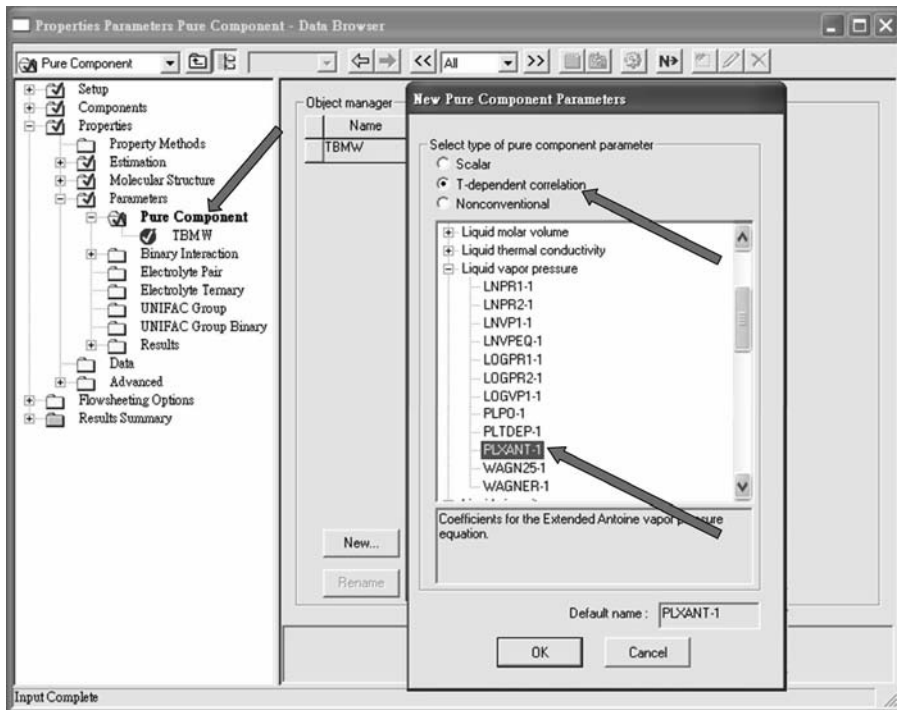 Properties Parameters Pure Component - Data Browser
Pure Component
<<
All
>>
N>
Setup
Components
Properties
Property Methods
Estimation
Molecular Structure
Parameters
Pure Component
TBMW
Binary Interaction
Electrolyte Pair
Electrolyte Ternary
UNIFAC Group
UNIFAC Group Binary
Results
Data
Advanced
Flowsheeting Options
Results Summary
Object manager
Name
TBMW
New...
Rename
New Pure Component Parameters
Select type of pure component parameter
Scalar
T-dependent correlation
Nonconventional
Liquid molar volume
Liquid thermal conductivity
Liquid vapor pressure
LNPR1-1
LNPR2-1
LNVP1-1
LNVPEQ-1
LOGPR1-1
LOGPR2-1
LOGVP1-1
PLPO-1
PLTDEP-1
PLXANT-1
WAGN25-1
WAGNER-1
Coefficients for the Extended Antoine vapor pressure
equation.
Default name : PLXANT-1
OK
Cancel
Input Complete